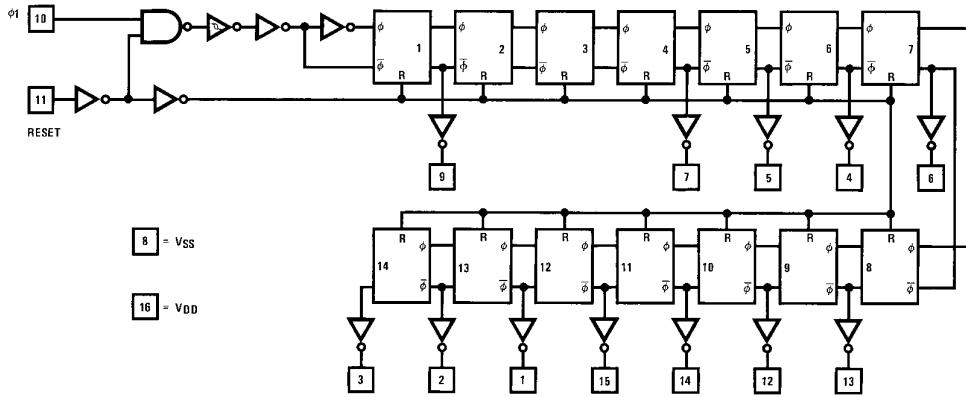 ϕ1 10
ϕ ϕ ϕ ϕ ϕ ϕ ϕ
1 2 3 4 5 6 7
ϕ̅ ϕ̅ ϕ̅ ϕ̅ ϕ̅ ϕ̅ ϕ̅
R R R R R R R
11
RESET
9 7 5 4 6
8 = VSS
R R R R R R R
ϕ ϕ ϕ ϕ ϕ ϕ ϕ
14 13 12 11 10 9 8
ϕ̅ ϕ̅ ϕ̅ ϕ̅ ϕ̅ ϕ̅ ϕ̅
16 = VDD
3 2 1 15 14 12 13